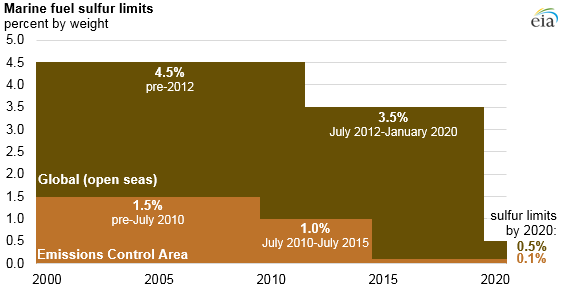 Marine fuel sulfur limits
percent by weight
eia
5.0
4.5
4.0
3.5
3.0
2.5
2.0
1.5
1.0
0.5
0.0
4.5%
pre-2012
3.5%
July 2012-January 2020
Global (open seas)
1.5%
pre-July 2010
1.0%
July 2010-July 2015
Emissions Control Area
sulfur limits
by 2020:
0.5%
0.1%
2000
2005
2010
2015
2020